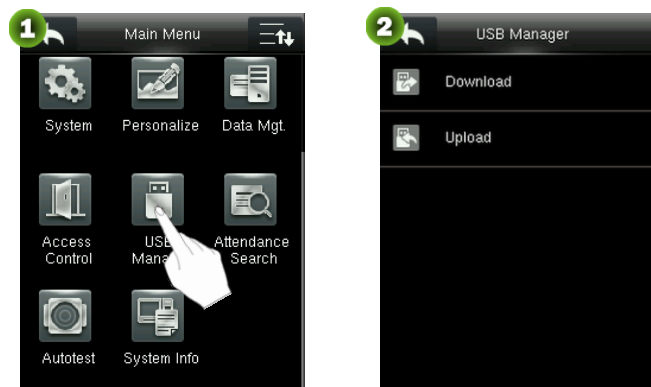 1
Main Menu
System
Personalize
Data Mgt.
Access
Control
USB
Attendance
Search
Autotest
System Info
2
USB Manager
Download
Upload